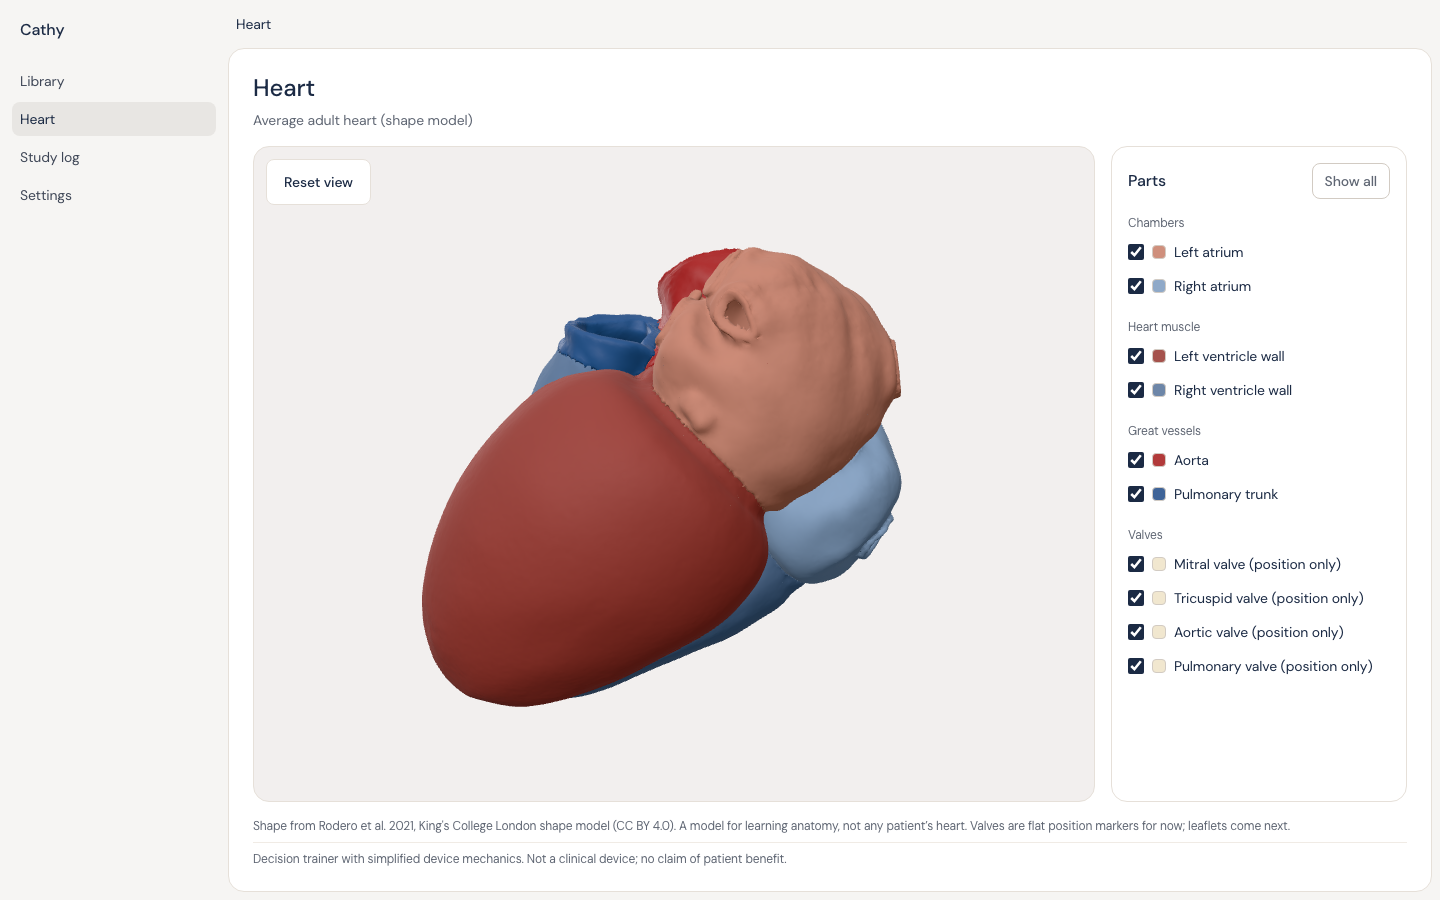 Cathy
Library
Heart
Study log
Settings
Heart
Heart
Average adult heart (shape model)
Reset view
Parts
Show all
Chambers
Left atrium
Right atrium
Heart muscle
Left ventricle wall
Right ventricle wall
Great vessels
Aorta
Pulmonary trunk
Valves
Mitral valve (position only)
Tricuspid valve (position only)
Aortic valve (position only)
Pulmonary valve (position only)
Shape from Rodero et al. 2021, King's College London shape model (CC BY 4.0). A model for learning anatomy, not any patient's heart. Valves are flat position markers for now; leaflets come next.
Decision trainer with simplified device mechanics. Not a clinical device; no claim of patient benefit.